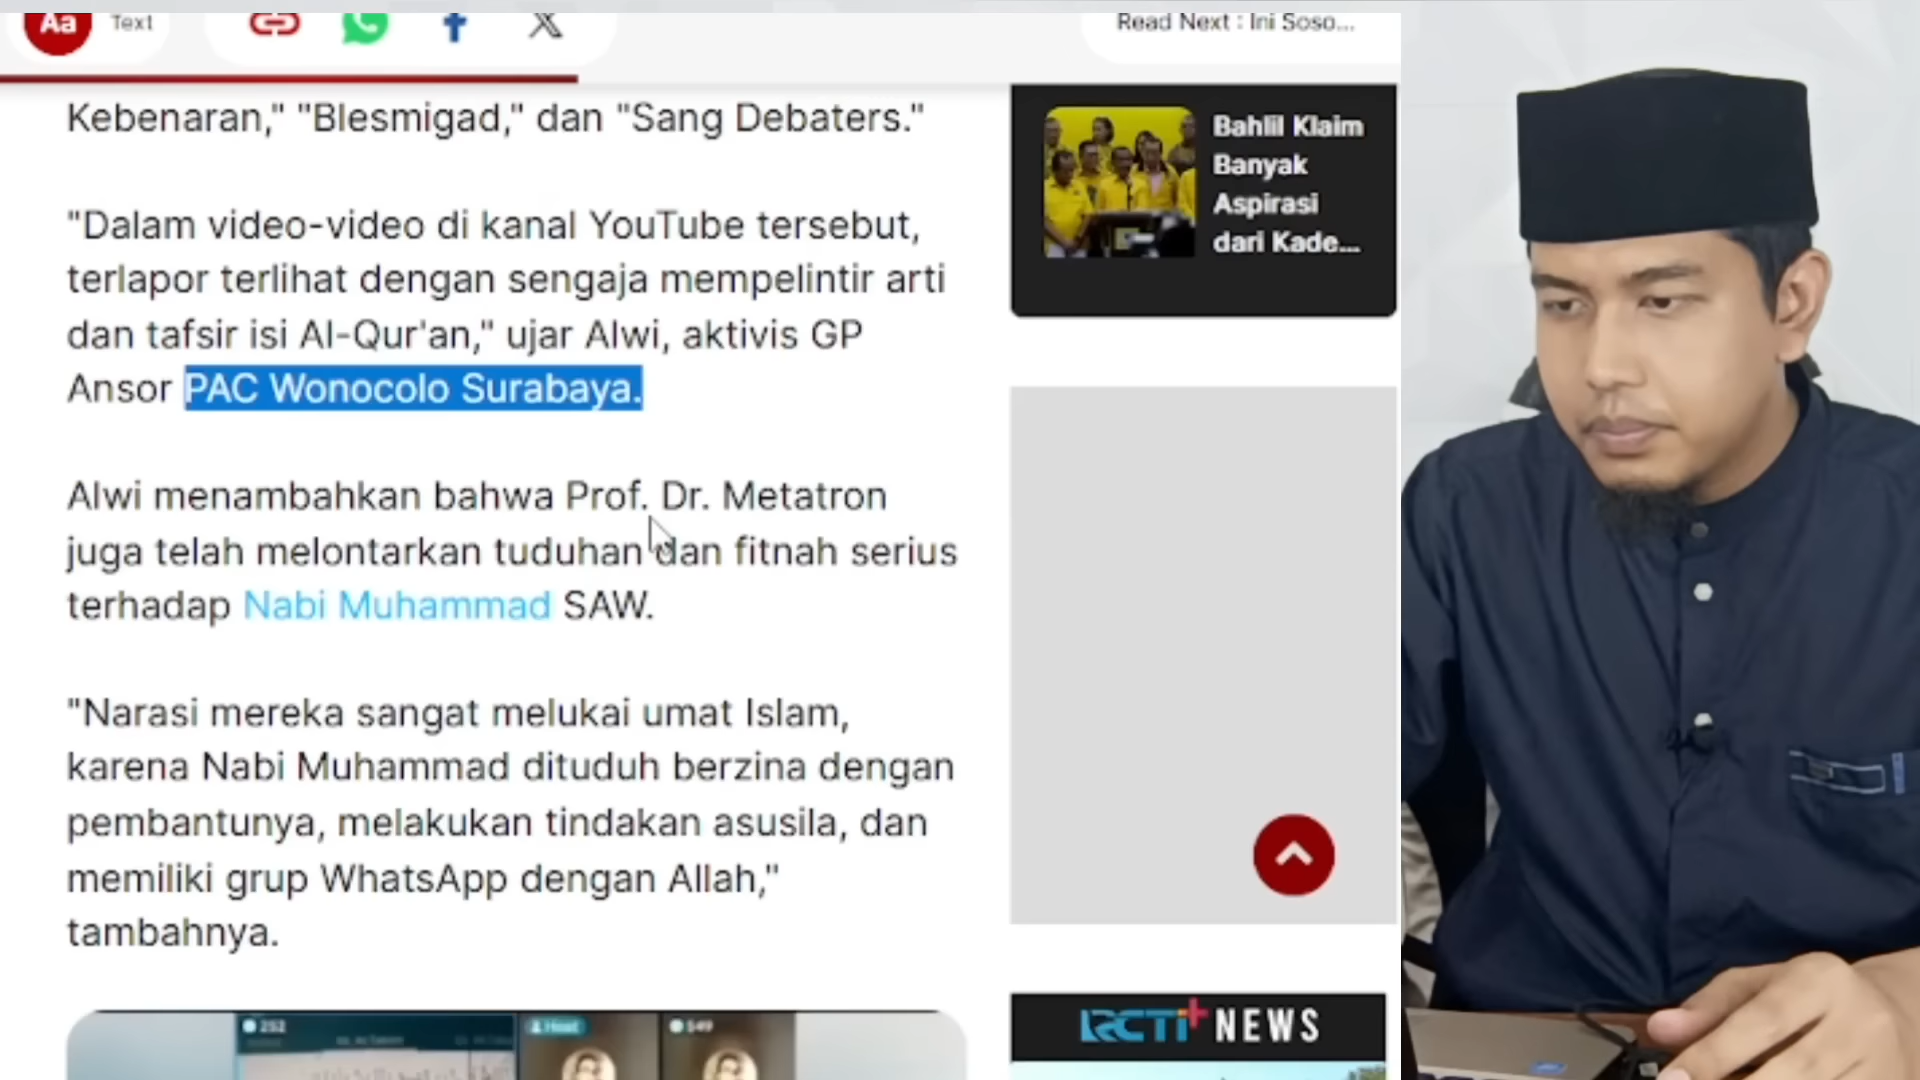 Aa
Text
Read Next : Ini Soso...
Kebenaran," "Blesmigad," dan "Sang Debaters."
"Dalam video-video di kanal YouTube tersebut,
terlapor terlihat dengan sengaja mempelintir arti
dan tafsir isi Al-Qur'an," ujar Alwi, aktivis GP
Ansor PAC Wonocolo Surabaya.
Alwi menambahkan bahwa Prof. Dr. Metatron
juga telah melontarkan tuduhan dan fitnah serius
terhadap Nabi Muhammad SAW.
"Narasi mereka sangat melukai umat Islam,
karena Nabi Muhammad dituduh berzina dengan
pembantunya, melakukan tindakan asusila, dan
memiliki grup WhatsApp dengan Allah,"
tambahnya.
252
Host
549
Bahlil Klaim
Banyak
Aspirasi
dari Kade...
RCTI+ NEWS